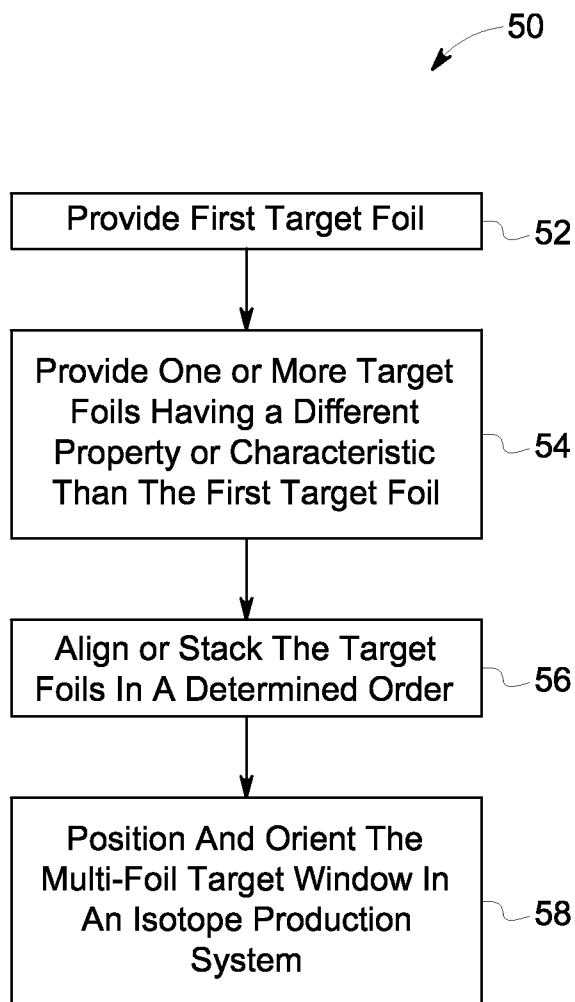 50
Provide First Target Foil
52
Provide One or More Target
Foils Having a Different
Property or Characteristic
Than The First Target Foil
54
Align or Stack The Target
Foils In A Determined Order
56
Position And Orient The
Multi-Foil Target Window In
An Isotope Production
System
58